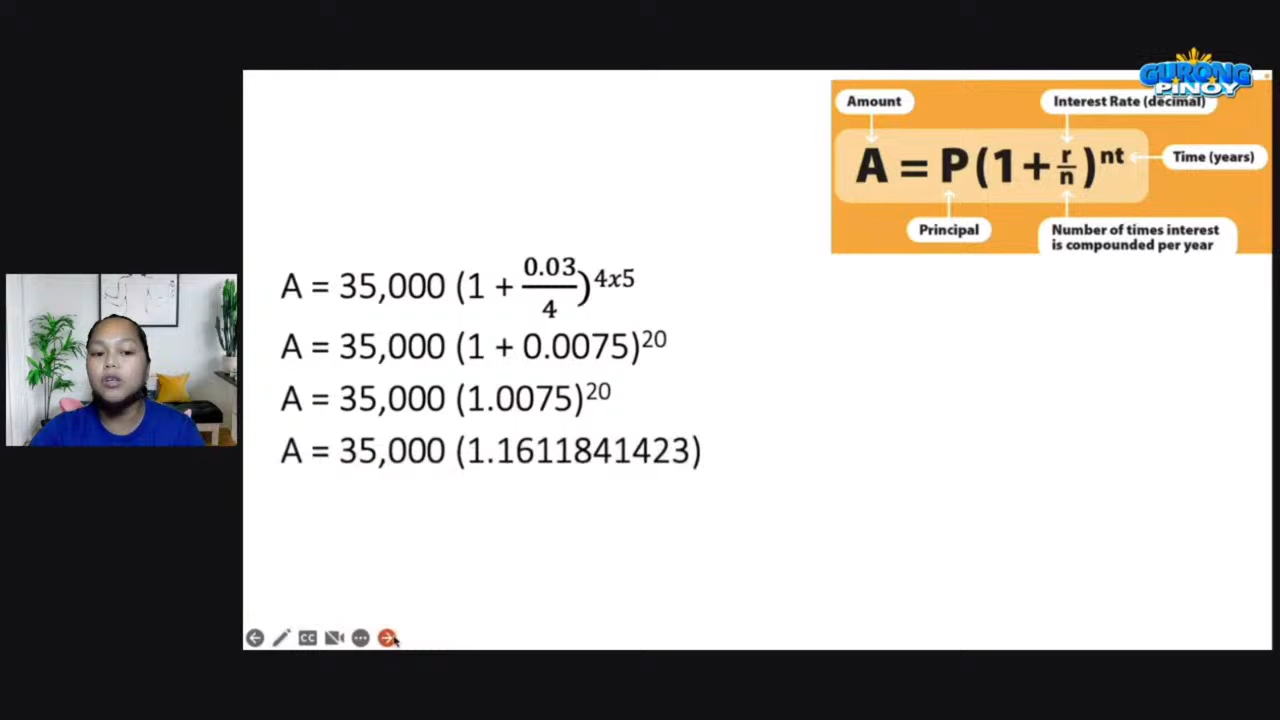 GURONG
PINOY
Amount
Interest Rate (decimal)
A = P(1+ r/n)^nt
Time (years)
Principal
Number of times interest
is compounded per year
A = 35,000 (1 + 0.03/4)^4x5
A = 35,000 (1 + 0.0075)^20
A = 35,000 (1.0075)^20
A = 35,000 (1.1611841423)
CC